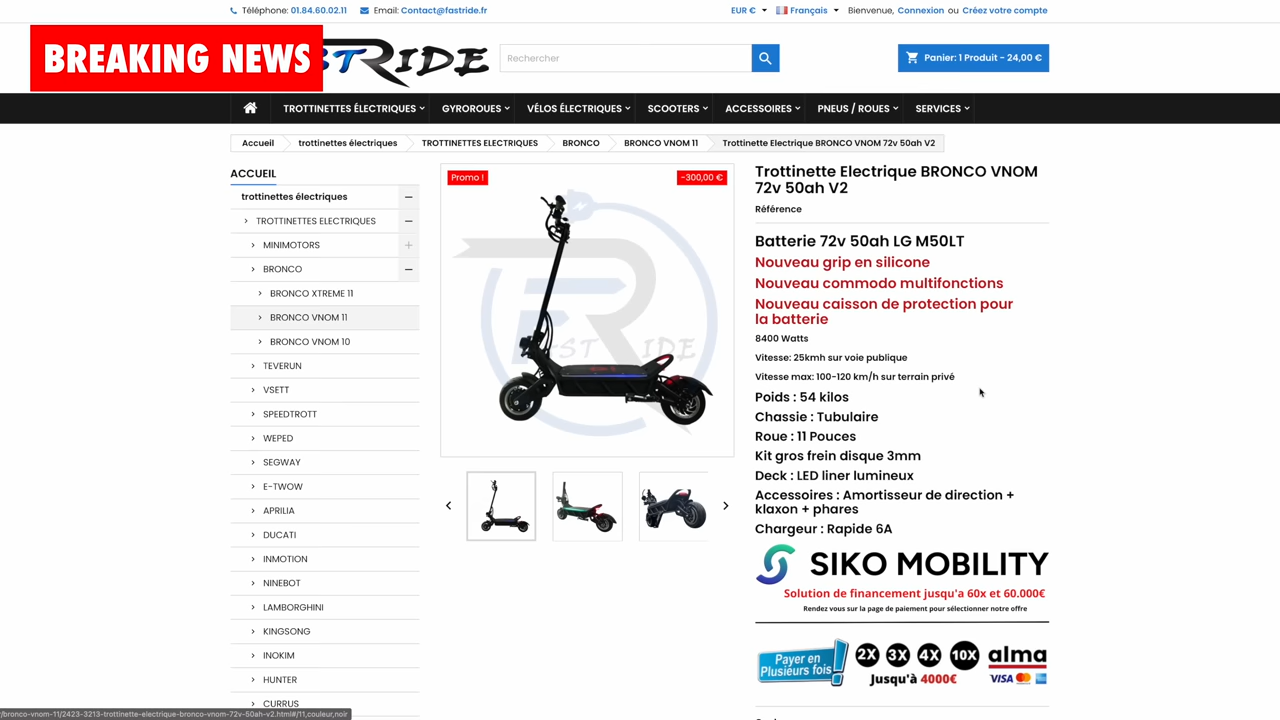 Téléphone: 01.84.60.02.11
Email: Contact@fastride.fr
EUR €
Français
Bienvenue, Connexion ou Créez votre compte
BREAKING NEWS
STRIDE
Rechercher
Panier: 1 Produit - 24,00 €
TROTTINETTES ÉLECTRIQUES
GYROROUES
VÉLOS ÉLECTRIQUES
SCOOTERS
ACCESSOIRES
PNEUS / ROUES
SERVICES
Accueil
trottinettes électriques
TROTTINETTES ELECTRIQUES
BRONCO
BRONCO VNOM 11
Trottinette Electrique BRONCO VNOM 72v 50ah V2
ACCUEIL
trottinettes électriques
TROTTINETTES ELECTRIQUES
MINIMOTORS
BRONCO
BRONCO XTREME 11
BRONCO VNOM 11
BRONCO VNOM 10
TEVERUN
VSETT
SPEEDTROTT
WEPED
SEGWAY
E-TWOW
APRILIA
DUCATI
INMOTION
NINEBOT
LAMBORGHINI
KINGSONG
INOKIM
HUNTER
CURRUS
Promo !
-300,00 €
Trottinette Electrique BRONCO VNOM
72v 50ah V2
Référence
Batterie 72v 50ah LG M50LT
Nouveau grip en silicone
Nouveau commodo multifonctions
Nouveau caisson de protection pour
la batterie
8400 Watts
Vitesse: 25kmh sur voie publique
Vitesse max: 100-120 km/h sur terrain privé
Poids : 54 kilos
Chassie : Tubulaire
Roue : 11 Pouces
Kit gros frein disque 3mm
Deck : LED liner lumineux
Accessoires : Amortisseur de direction +
klaxon + phares
Chargeur : Rapide 6A
SIKO MOBILITY
Solution de financement jusqu'a 60x et 60.000€
Rendez vous sur la page de paiement pour sélectionner notre offre
Payer en
Plusieurs fois!
2X 3X 4X 10X
Jusqu'à 4000€
alma
VISA
/bronco-vnom-11/2423-3213-trottinette-electrique-bronco-vnom-72v-50ah-v2.html#/11,couleur,noir